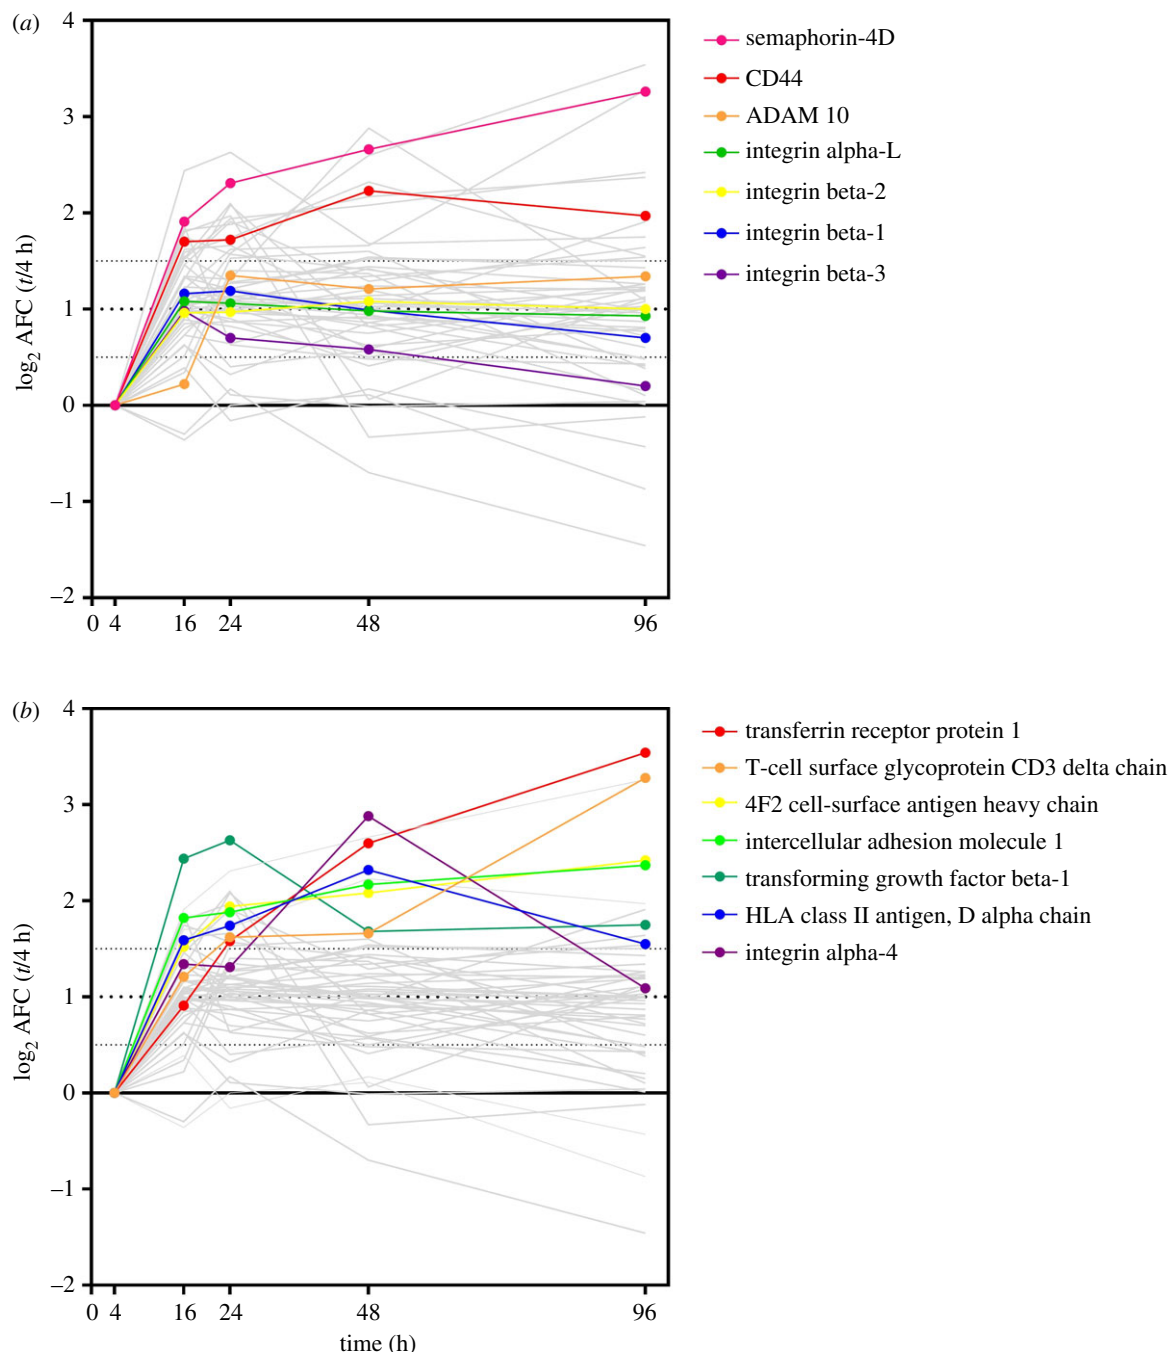 (a)
4
3
2
1
0
–1
–2
log2 AFC (t/4 h)
0 4 16 24 48 96
semaphorin-4D
CD44
ADAM 10
integrin alpha-L
integrin beta-2
integrin beta-1
integrin beta-3
(b)
4
3
2
1
0
–1
–2
log2 AFC (t/4 h)
0 4 16 24 48 96
time (h)
transferrin receptor protein 1
T-cell surface glycoprotein CD3 delta chain
4F2 cell-surface antigen heavy chain
intercellular adhesion molecule 1
transforming growth factor beta-1
HLA class II antigen, D alpha chain
integrin alpha-4